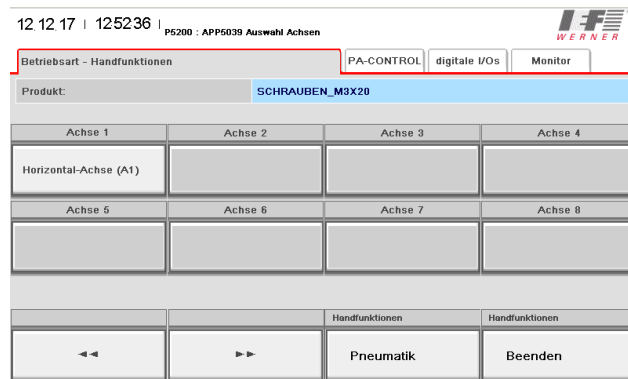 12.12.17 | 125236 | P5200 : APP5039 Auswahl Achsen
IEF
WERNER
Betriebsart - Handfunktionen PA-CONTROL digitale I/Os Monitor
Produkt: SCHRAUBEN_M3X20
Achse 1 Achse 2 Achse 3 Achse 4
Horizontal-Achse (A1)
Achse 5 Achse 6 Achse 7 Achse 8
Handfunktionen Handfunktionen
◄◄ ►► Pneumatik Beenden